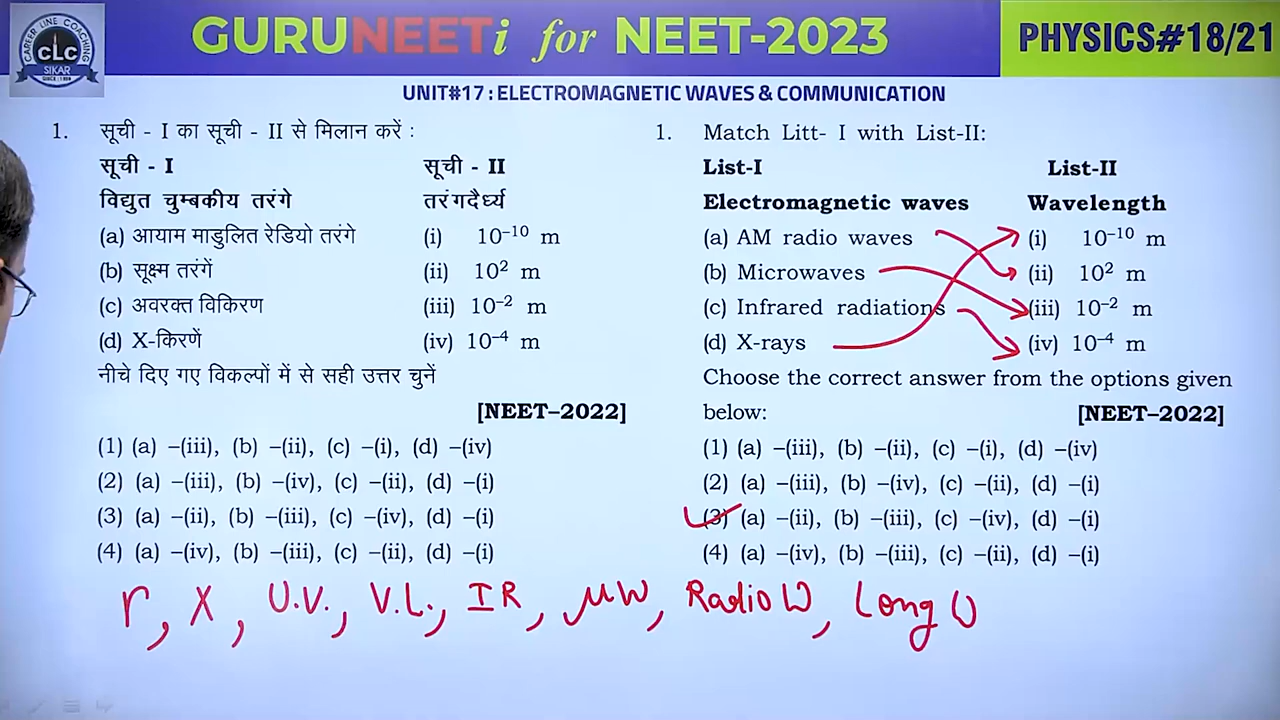 CAREER LINE COACHING
CLC
SIKAR
SINCE : 1996
GURUNEETi for NEET-2023
PHYSICS#18/21
UNIT#17 : ELECTROMAGNETIC WAVES & COMMUNICATION
1. सूची - I का सूची - II से मिलान करें :
सूची - I सूची - II
विद्युत चुम्बकीय तरंगे तरंगदैर्ध्य
(a) आयाम माडुलित रेडियो तरंगे (i) 10⁻¹⁰ m
(b) सूक्ष्म तरंगें (ii) 10² m
(c) अवरक्त विकिरण (iii) 10⁻² m
(d) X-किरणें (iv) 10⁻⁴ m
नीचे दिए गए विकल्पों में से सही उत्तर चुनें
[NEET–2022]
(1) (a) –(iii), (b) –(ii), (c) –(i), (d) –(iv)
(2) (a) –(iii), (b) –(iv), (c) –(ii), (d) –(i)
(3) (a) –(ii), (b) –(iii), (c) –(iv), (d) –(i)
(4) (a) –(iv), (b) –(iii), (c) –(ii), (d) –(i)
1. Match Litt- I with List-II:
List-I List-II
Electromagnetic waves Wavelength
(a) AM radio waves (i) 10⁻¹⁰ m
(b) Microwaves (ii) 10² m
(c) Infrared radiations (iii) 10⁻² m
(d) X-rays (iv) 10⁻⁴ m
Choose the correct answer from the options given
below: [NEET–2022]
(1) (a) –(iii), (b) –(ii), (c) –(i), (d) –(iv)
(2) (a) –(iii), (b) –(iv), (c) –(ii), (d) –(i)
(3) (a) –(ii), (b) –(iii), (c) –(iv), (d) –(i)
(4) (a) –(iv), (b) –(iii), (c) –(ii), (d) –(i)
r, X, U.V., V.L., IR, μW, Radio W, Long W